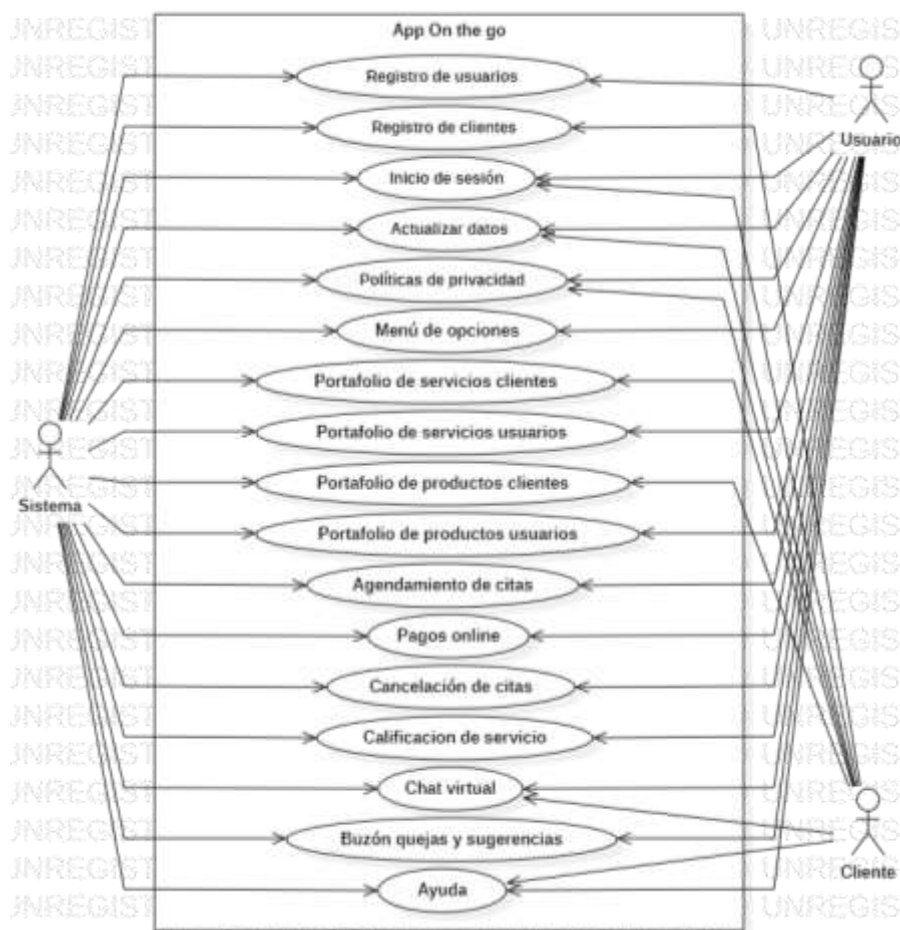 App On the go
Registro de usuarios
Registro de clientes
Inicio de sesión
Actualizar datos
Políticas de privacidad
Menú de opciones
Portafolio de servicios clientes
Portafolio de servicios usuarios
Portafolio de productos clientes
Portafolio de productos usuarios
Agendamiento de citas
Pagos online
Cancelación de citas
Calificacion de servicio
Chat virtual
Buzón quejas y sugerencias
Ayuda
Sistema
Usuario
Cliente